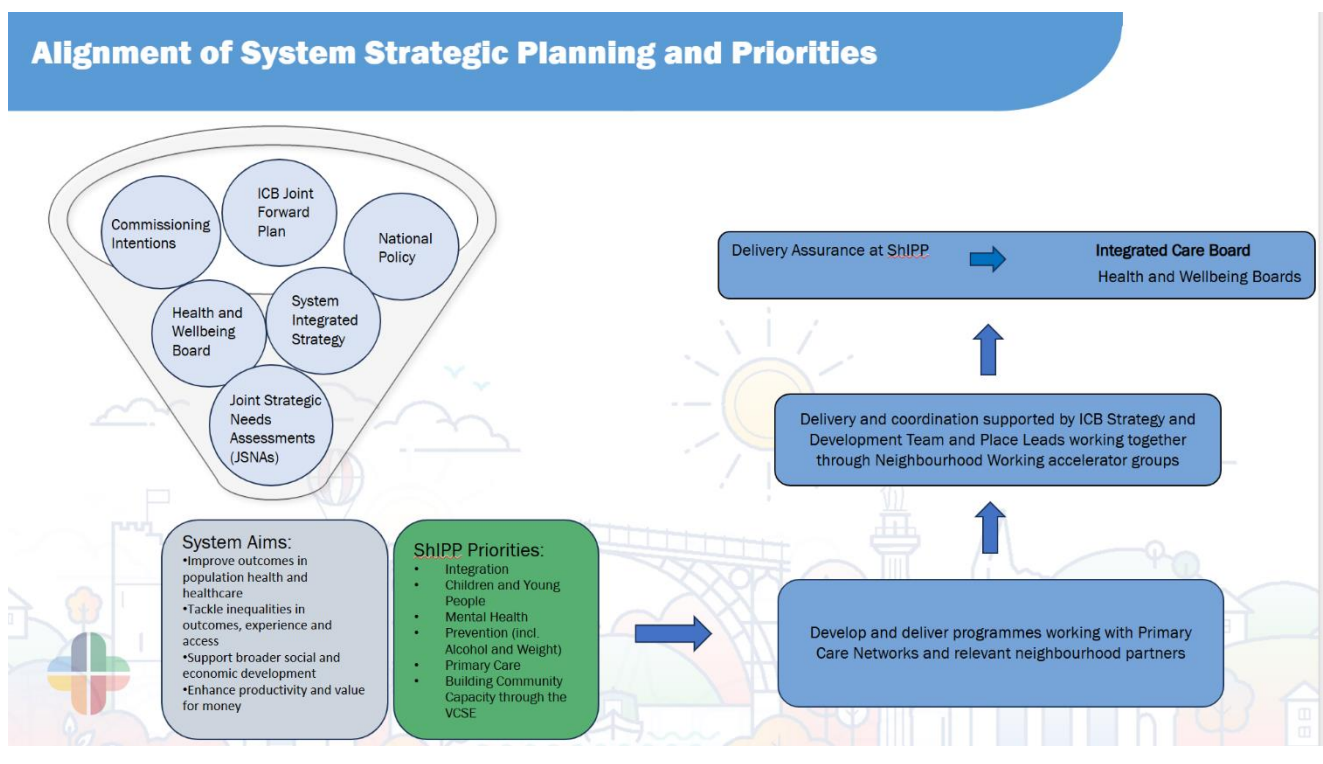 Alignment of System Strategic Planning and Priorities
Commissioning
Intentions
ICB Joint
Forward
Plan
National
Policy
Health and
Wellbeing
Board
System
Integrated
Strategy
Joint Strategic
Needs
Assessments
(JSNAs)
System Aims:
•Improve outcomes in
population health and
healthcare
•Tackle inequalities in
outcomes, experience and
access
•Support broader social and
economic development
•Enhance productivity and value
for money
ShIPP Priorities:
• Integration
• Children and Young
People
• Mental Health
• Prevention (incl.
Alcohol and Weight)
• Primary Care
• Building Community
Capacity through the
VCSE
Delivery Assurance at ShIPP
Integrated Care Board
Health and Wellbeing Boards
Delivery and coordination supported by ICB Strategy and
Development Team and Place Leads working together
through Neighbourhood Working accelerator groups
Develop and deliver programmes working with Primary
Care Networks and relevant neighbourhood partners